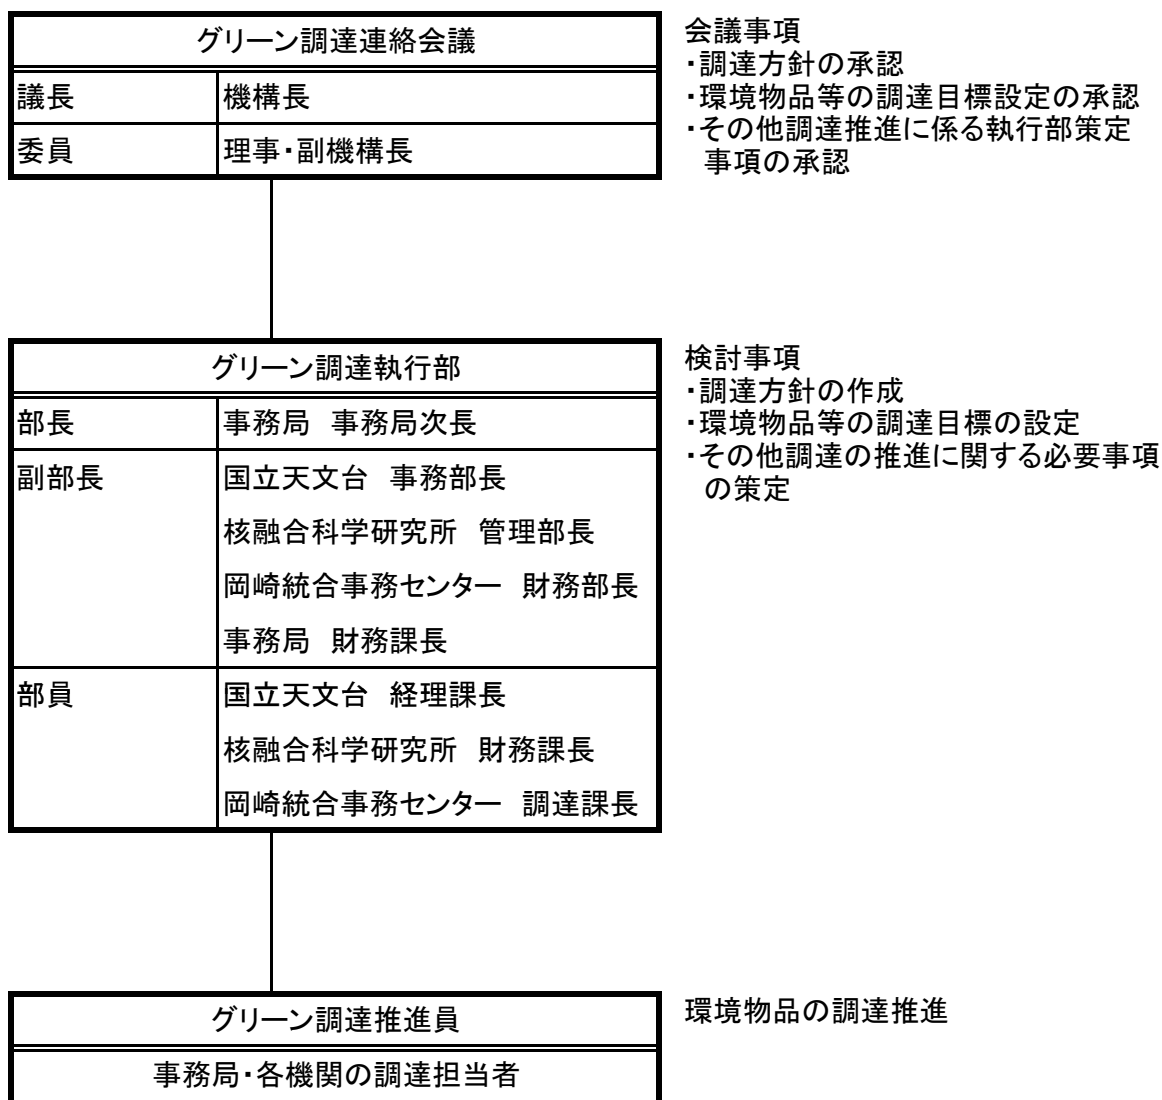 グリーン調達連絡会議
議長 機構長
委員 理事・副機構長
会議事項
・調達方針の承認
・環境物品等の調達目標設定の承認
・その他調達推進に係る執行部策定
事項の承認
グリーン調達執行部
部長 事務局 事務局次長
副部長 国立天文台 事務部長
核融合科学研究所 管理部長
岡崎統合事務センター 財務部長
事務局 財務課長
部員 国立天文台 経理課長
核融合科学研究所 財務課長
岡崎統合事務センター 調達課長
検討事項
・調達方針の作成
・環境物品等の調達目標の設定
・その他調達の推進に関する必要事項
の策定
グリーン調達推進員
事務局・各機関の調達担当者
環境物品の調達推進